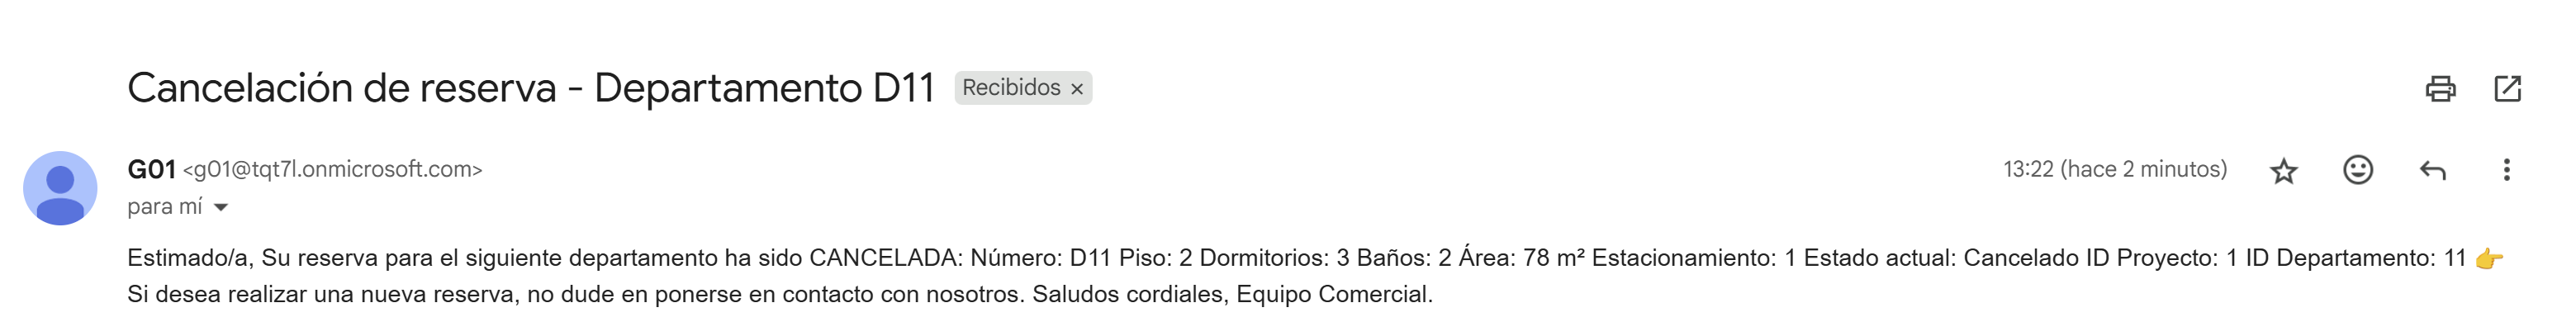 Cancelación de reserva - Departamento D11 Recibidos ×
G01 <g01@tqt7l.onmicrosoft.com> 13:22 (hace 2 minutos)
para mí
Estimado/a, Su reserva para el siguiente departamento ha sido CANCELADA: Número: D11 Piso: 2 Dormitorios: 3 Baños: 2 Área: 78 m² Estacionamiento: 1 Estado actual: Cancelado ID Proyecto: 1 ID Departamento: 11 👉
Si desea realizar una nueva reserva, no dude en ponerse en contacto con nosotros. Saludos cordiales, Equipo Comercial.